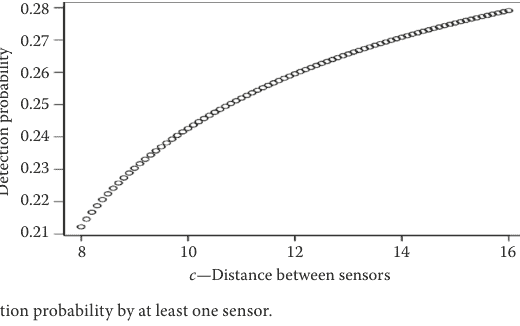 0.28
0.27
0.26
0.25
0.24
0.23
0.22
0.21
Detection probability
8 10 12 14 16
c—Distance between sensors
tion probability by at least one sensor.